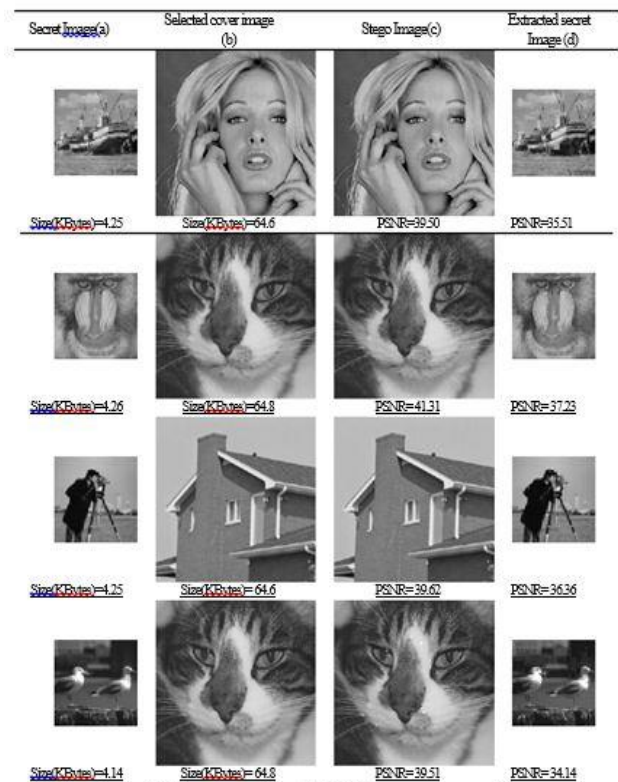 Secret Image(a) Selected cover image Stego Image(c) Extracted secret
(b) Image (d)
Size(KBytes)=4.25 Size(KBytes)=64.6 PSNR=39.50 PSNR=35.51
Size(KBytes)=4.26 Size(KBytes)=64.8 PSNR=41.31 PSNR=37.23
Size(KBytes)=4.25 Size(KBytes)= 64.6 PSNR=39.62 PSNR=36.36
Size(KBytes)=4.14 Size(KBytes)= 64.8 PSNR=39.51 PSNR=34.14